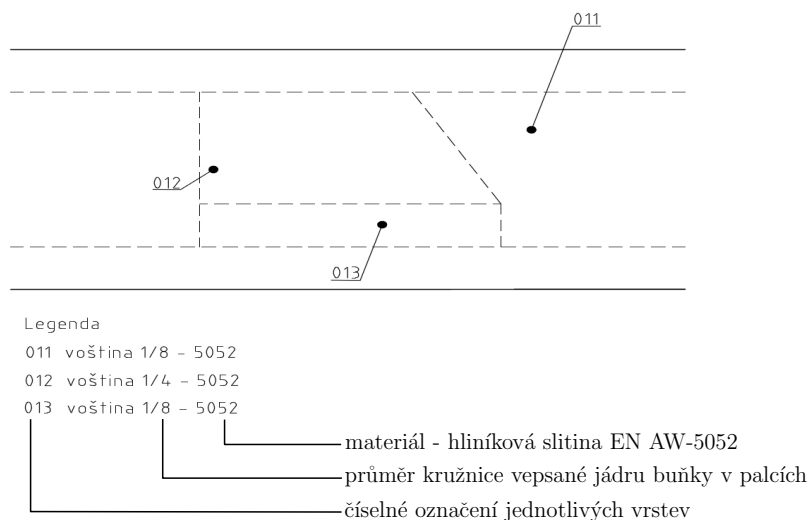 011
012
013
Legenda
011 voština 1/8 - 5052
012 voština 1/4 - 5052
013 voština 1/8 - 5052
materiál - hliníková slitina EN AW-5052
průměr kružnice vepsané jádru buňky v palcích
číselné označení jednotlivých vrstev